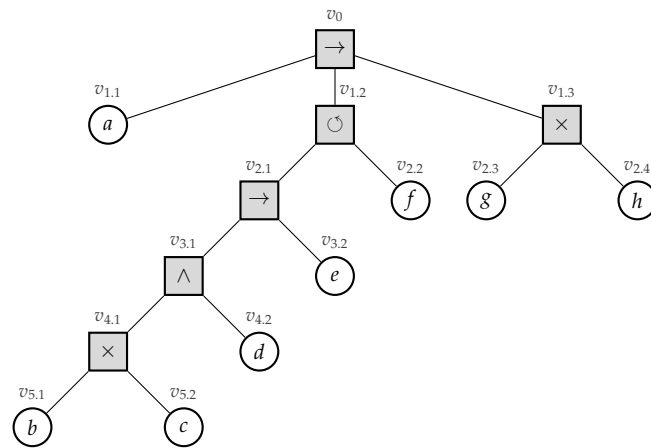 v₀
→
v₁.₁ v₁.₂ v₁.₃
a ↺ ×
v₂.₁ v₂.₂ v₂.₃ v₂.₄
→ f g h
v₃.₁ v₃.₂
∧ e
v₄.₁ v₄.₂
× d
v₅.₁ v₅.₂
b c